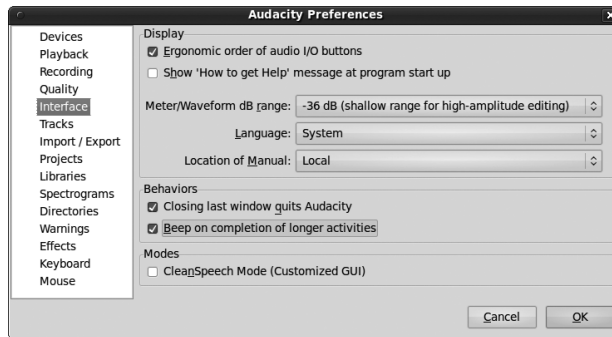 Audacity Preferences
Devices
Playback
Recording
Quality
Interface
Tracks
Import / Export
Projects
Libraries
Spectrograms
Directories
Warnings
Effects
Keyboard
Mouse
Display
Ergonomic order of audio I/O buttons
Show 'How to get Help' message at program start up
Meter/Waveform dB range: -36 dB (shallow range for high-amplitude editing)
Language: System
Location of Manual: Local
Behaviors
Closing last window quits Audacity
Beep on completion of longer activities
Modes
CleanSpeech Mode (Customized GUI)
Cancel OK